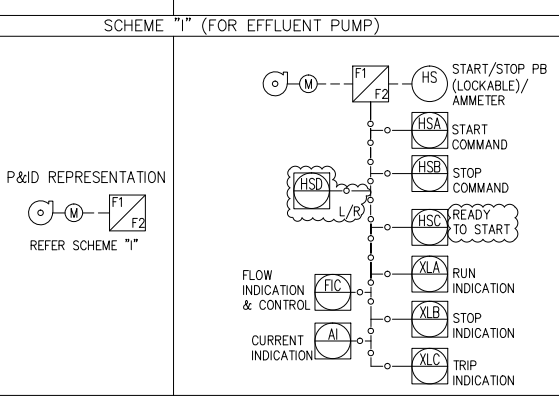 SCHEME "I" (FOR EFFLUENT PUMP)
P&ID REPRESENTATION
M
F1
F2
REFER SCHEME "I"
M
F1
F2
HS
START/STOP PB
(LOCKABLE)/
AMMETER
HSA
START
COMMAND
HSB
STOP
COMMAND
HSD
L/R
HSC
READY
TO START
XLA
RUN
INDICATION
FLOW
INDICATION
& CONTROL
FIC
XLB
STOP
INDICATION
CURRENT
INDICATION
AI
XLC
TRIP
INDICATION